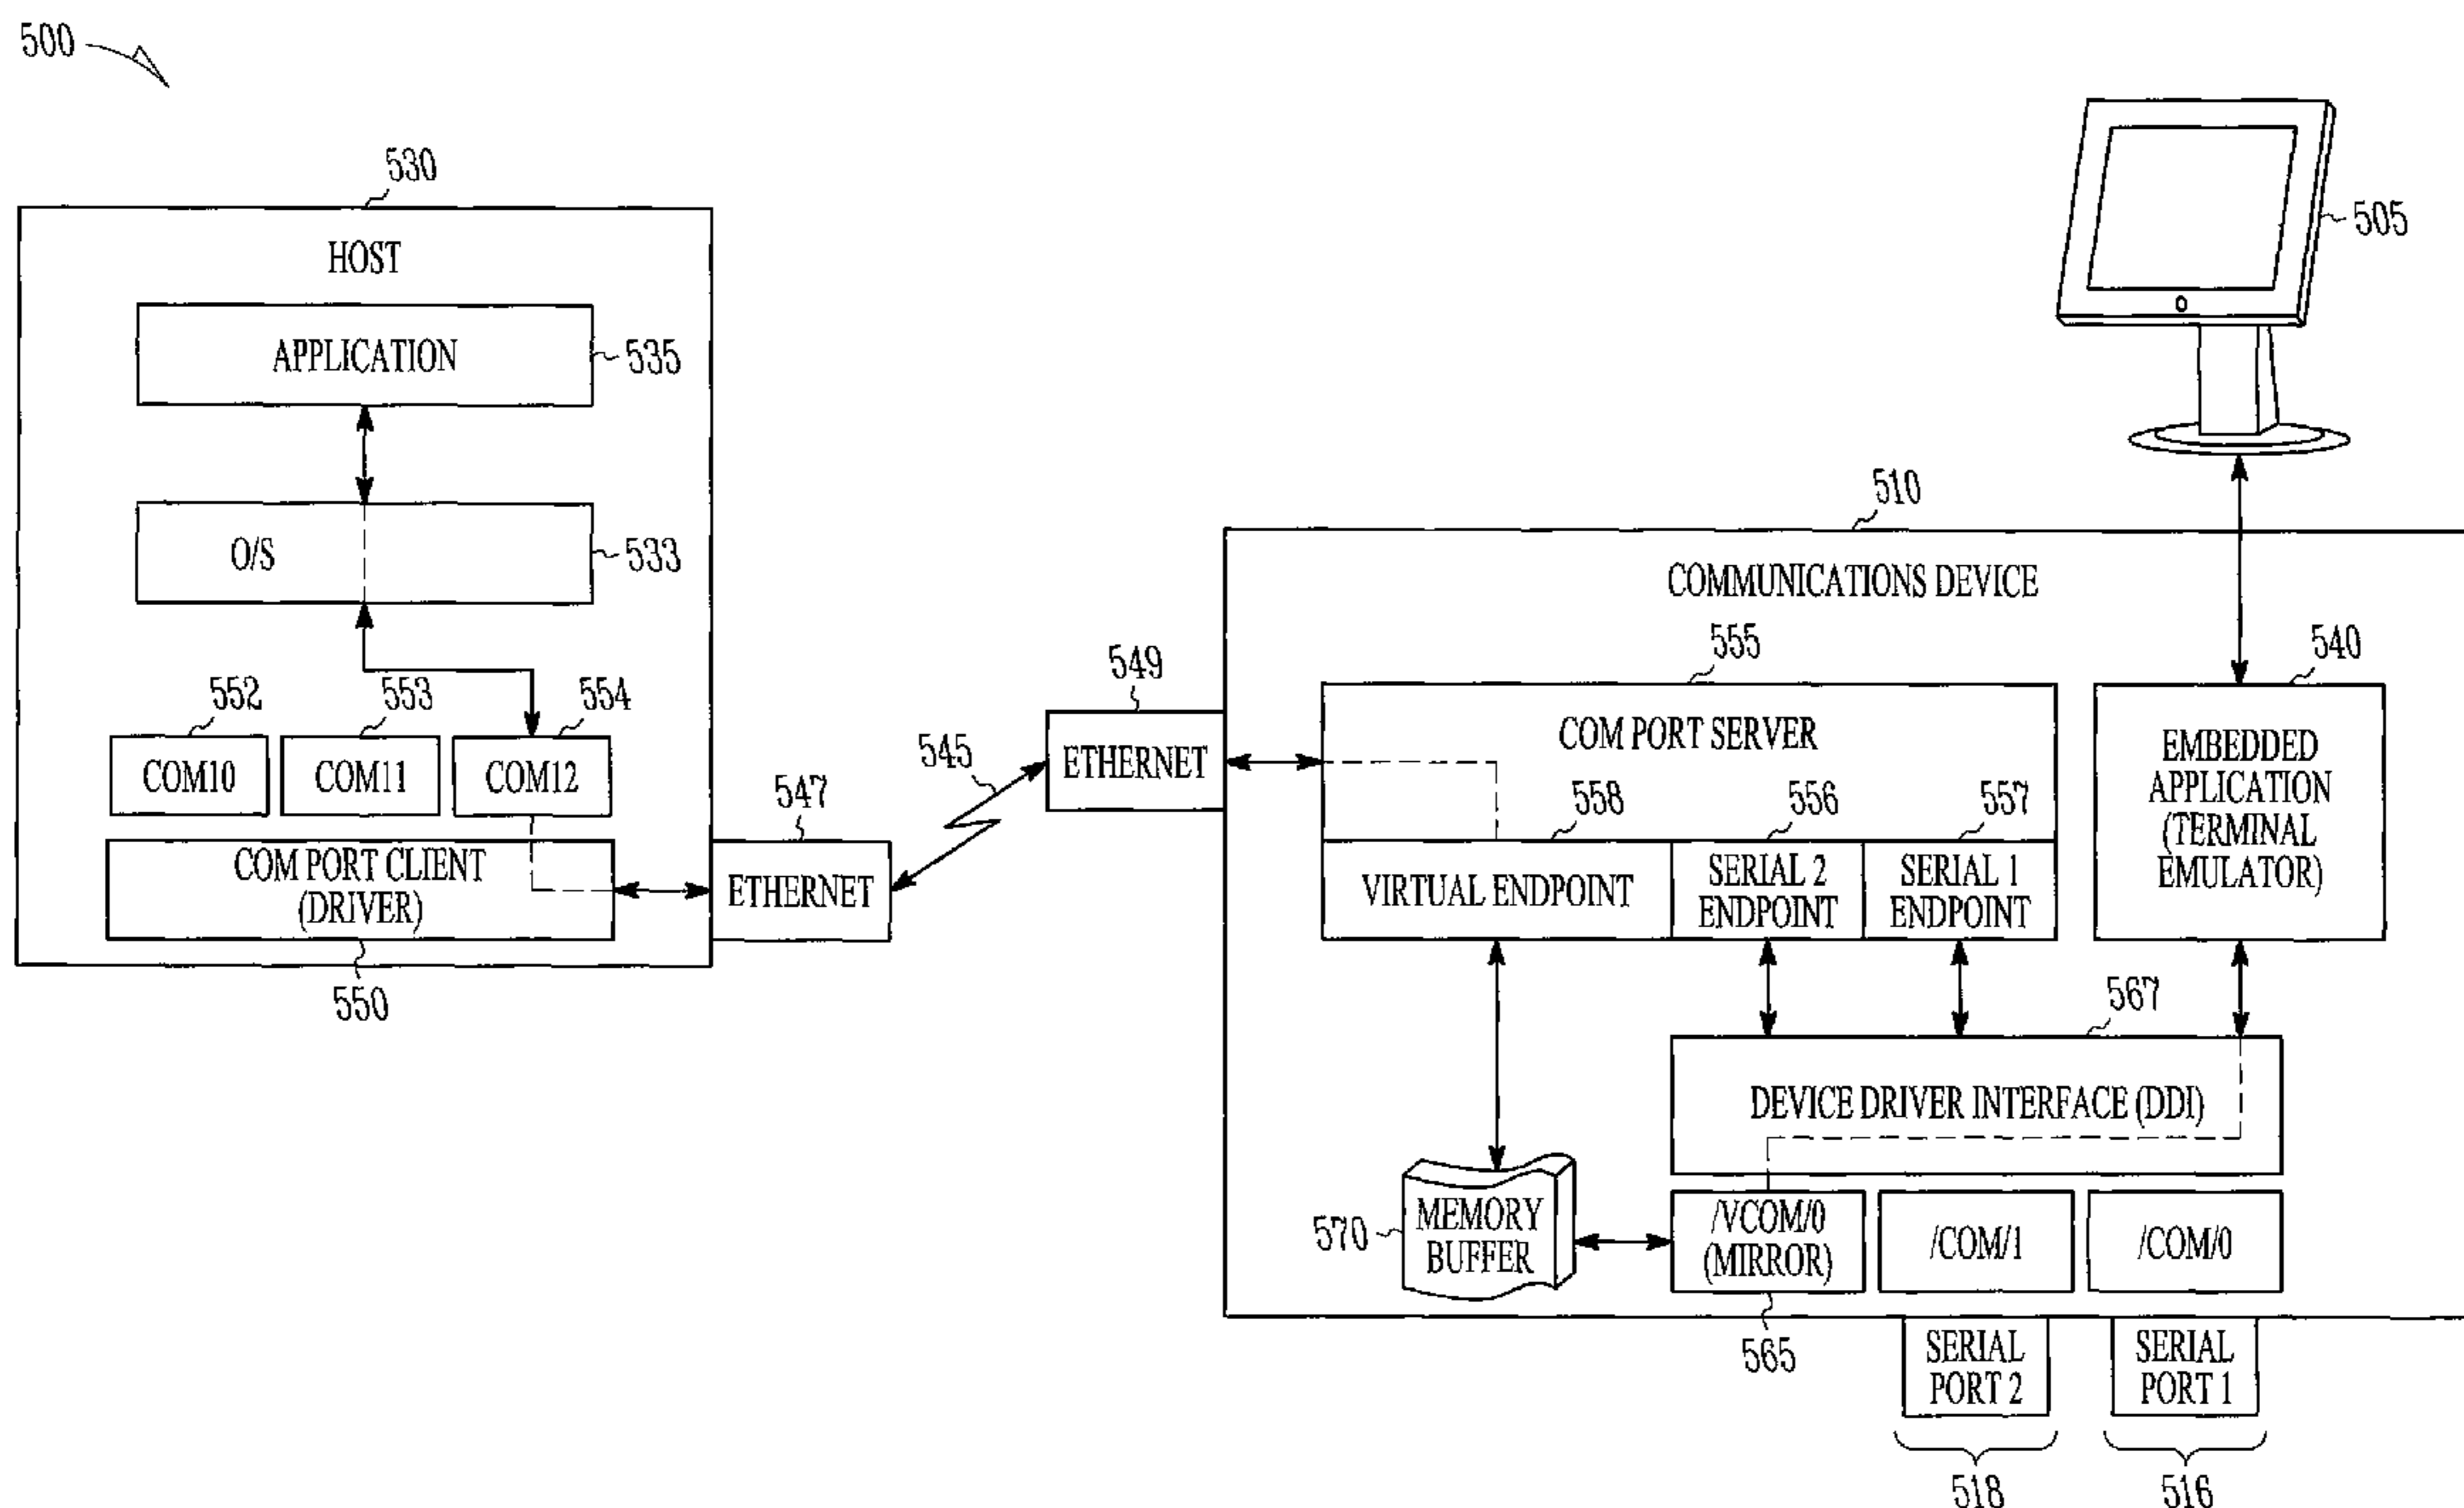 500
530
HOST
APPLICATION
535
O/S
533
552
553
554
COM10
COM11
COM12
COM PORT CLIENT
(DRIVER)
550
547
ETHERNET
545
549
ETHERNET
505
510
COMMUNICATIONS DEVICE
555
COM PORT SERVER
558
556
557
VIRTUAL ENDPOINT
SERIAL 2
ENDPOINT
SERIAL 1
ENDPOINT
540
EMBEDDED
APPLICATION
(TERMINAL
EMULATOR)
567
DEVICE DRIVER INTERFACE (DDI)
570
MEMORY
BUFFER
/VCOM/0
(MIRROR)
565
/COM/1
/COM/0
SERIAL
PORT 2
SERIAL
PORT 1
518
516